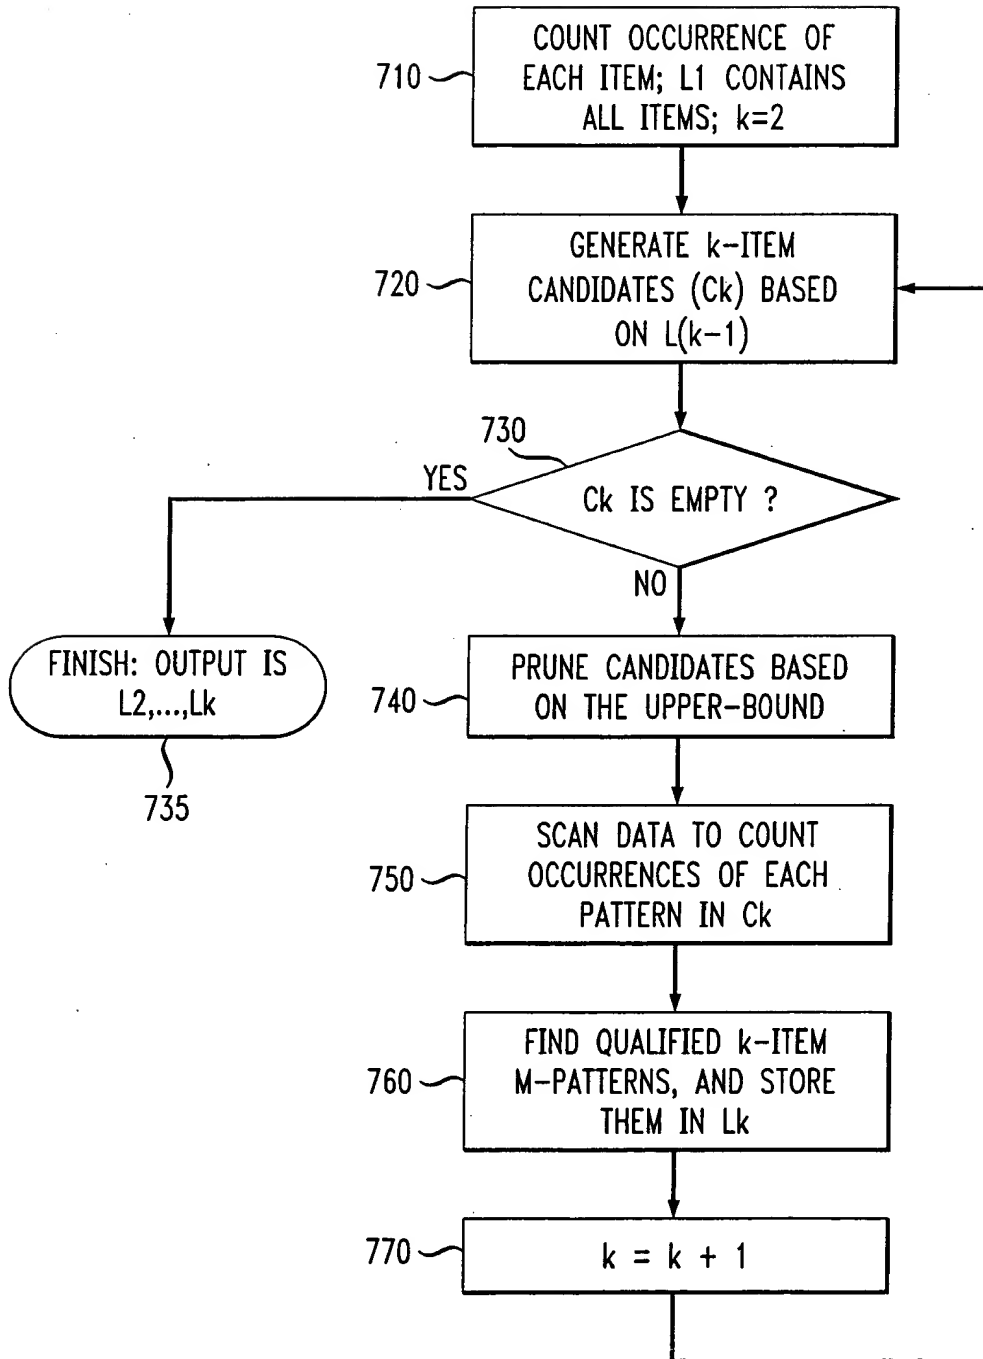 COUNT OCCURRENCE OF
EACH ITEM; L1 CONTAINS
ALL ITEMS; k=2
710
GENERATE k-ITEM
CANDIDATES (Ck) BASED
ON L(k-1)
720
730
YES
Ck IS EMPTY ?
NO
FINISH: OUTPUT IS
L2,...,Lk
735
PRUNE CANDIDATES BASED
ON THE UPPER-BOUND
740
SCAN DATA TO COUNT
OCCURRENCES OF EACH
PATTERN IN Ck
750
FIND QUALIFIED k-ITEM
M-PATTERNS, AND STORE
THEM IN Lk
760
770
k = k + 1